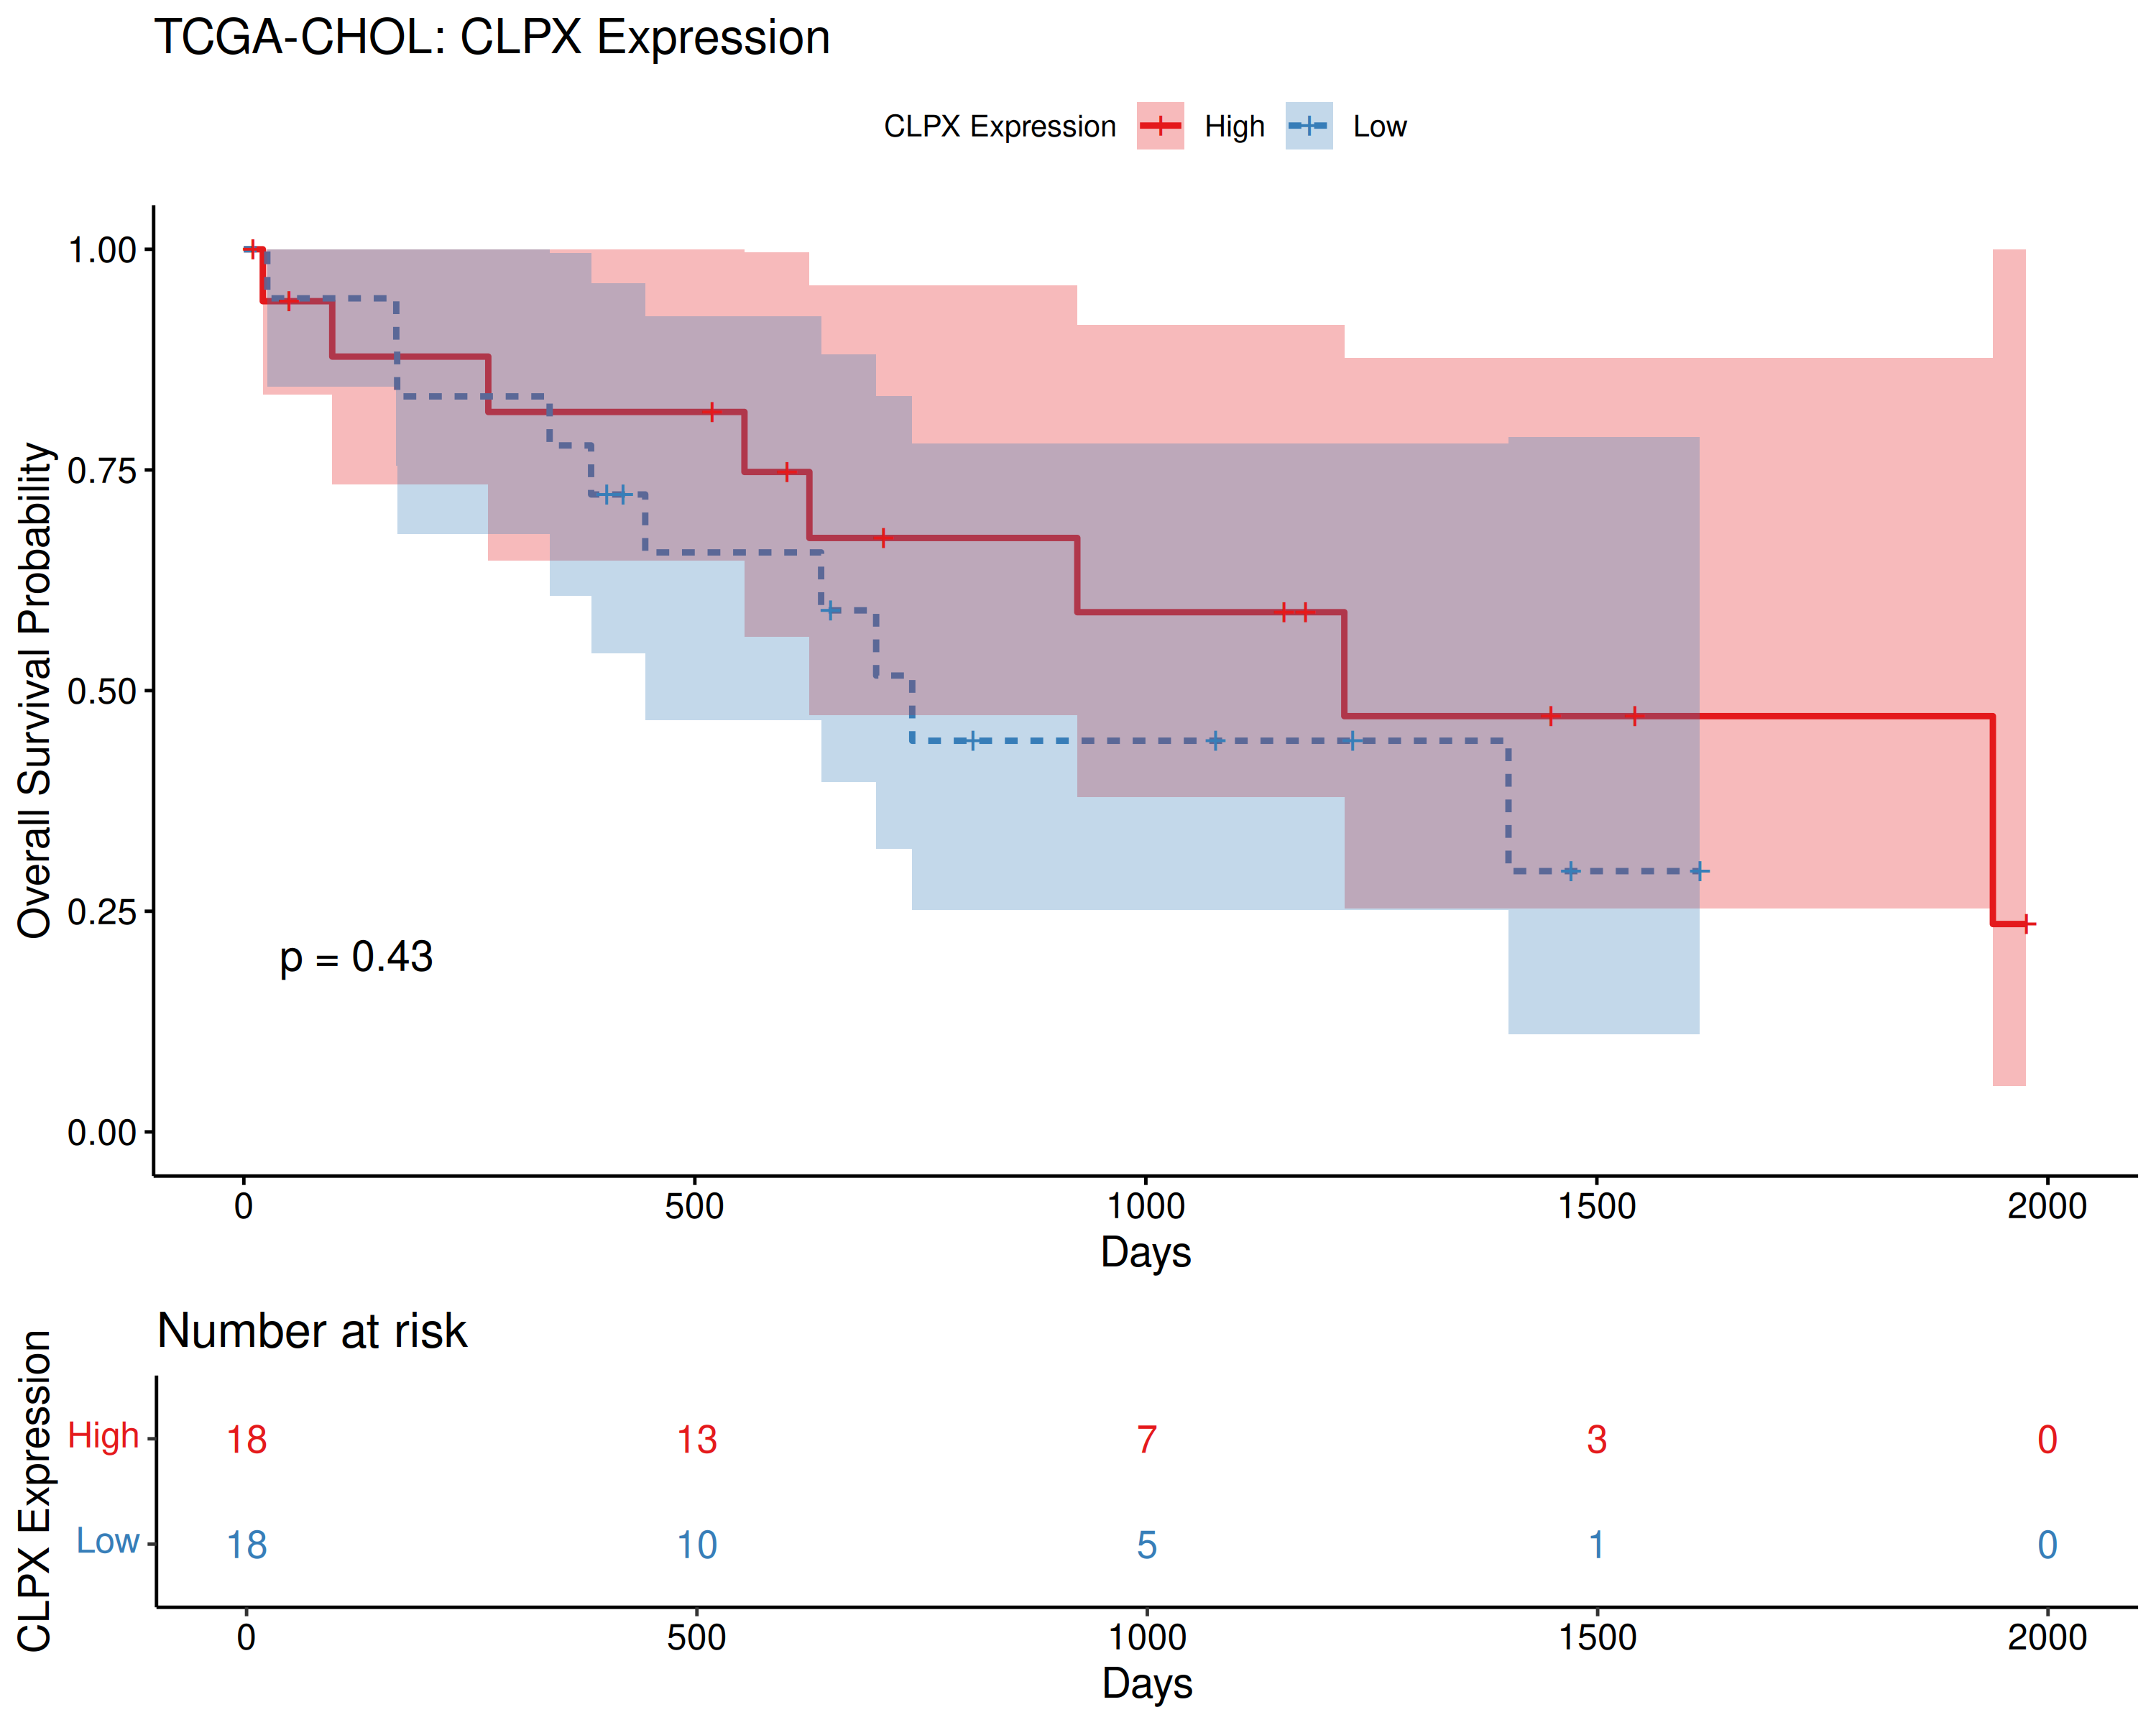 TCGA-CHOL: CLPX Expression
CLPX Expression High Low
Overall Survival Probability
1.00
0.75
0.50
0.25
0.00
p = 0.43
0 500 1000 1500 2000
Days
Number at risk
CLPX Expression
High 18 13 7 3 0
Low 18 10 5 1 0
0 500 1000 1500 2000
Days